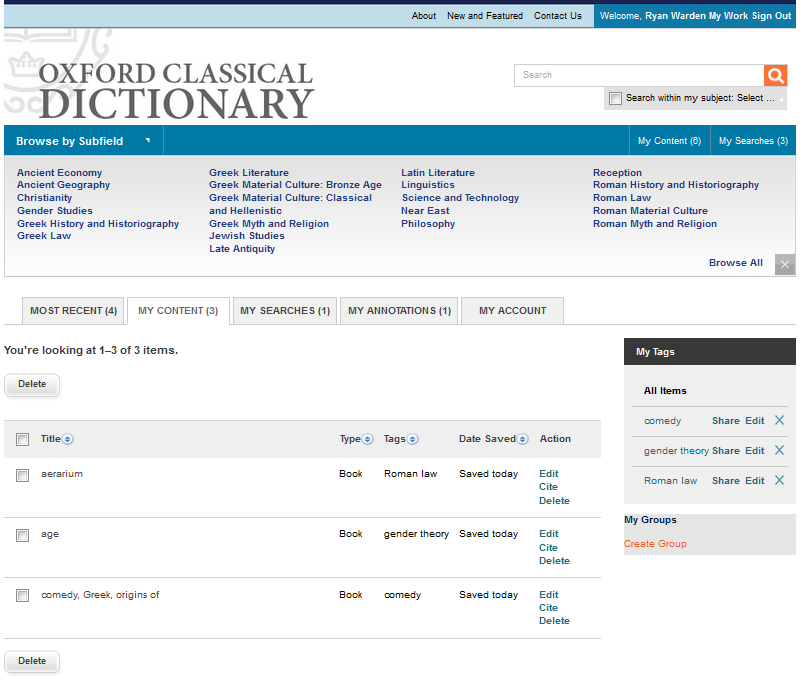 About New and Featured Contact Us Welcome, Ryan Warden My Work Sign Out
OXFORD CLASSICAL
DICTIONARY
Search
Search within my subject: Select ...
Browse by Subfield
My Content (6) My Searches (3)
Ancient Economy
Ancient Geography
Christianity
Gender Studies
Greek History and Historiography
Greek Law
Greek Literature
Greek Material Culture: Bronze Age
Greek Material Culture: Classical
and Hellenistic
Greek Myth and Religion
Jewish Studies
Late Antiquity
Latin Literature
Linguistics
Science and Technology
Near East
Philosophy
Reception
Roman History and Historiography
Roman Law
Roman Material Culture
Roman Myth and Religion
Browse All
MOST RECENT (4) MY CONTENT (3) MY SEARCHES (1) MY ANNOTATIONS (1) MY ACCOUNT
You're looking at 1–3 of 3 items.
Delete
Title Type Tags Date Saved Action
aerarium Book Roman law Saved today Edit
Cite
Delete
age Book gender theory Saved today Edit
Cite
Delete
comedy, Greek, origins of Book comedy Saved today Edit
Cite
Delete
Delete
My Tags
All Items
comedy Share Edit
gender theory Share Edit
Roman law Share Edit
My Groups
Create Group